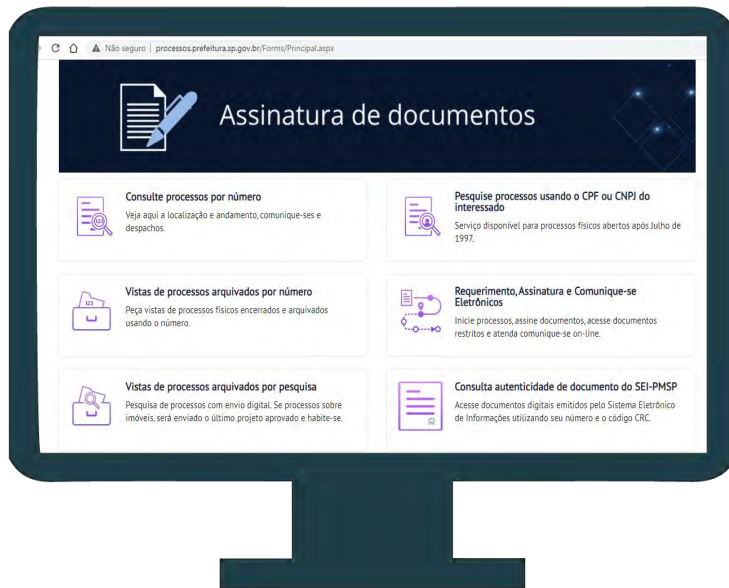 Não seguro | processos.prefeitura.sp.gov.br/Forms/Principal.aspx
Assinatura de documentos
Consulte processos por número
Veja aqui a localização e andamento, comunique-ses e
despachos.
Pesquise processos usando o CPF ou CNPJ do
interessado
Serviço disponível para processos físicos abertos após Julho de
1997.
123
Vistas de processos arquivados por número
Peça vistas de processos físicos encerrados e arquivados
usando o número.
123
Requerimento, Assinatura e Comunique-se
Eletrônicos
Inicie processos, assine documentos, acesse documentos
restritos e atenda comunique-se on-line.
Vistas de processos arquivados por pesquisa
Pesquisa de processos com envio digital. Se processos sobre
imóveis, será enviado o último projeto aprovado e habite-se.
Consulta autenticidade de documento do SEI-PMSP
Acesse documentos digitais emitidos pelo Sistema Eletrônico
de Informações utilizando seu número e o código CRC.